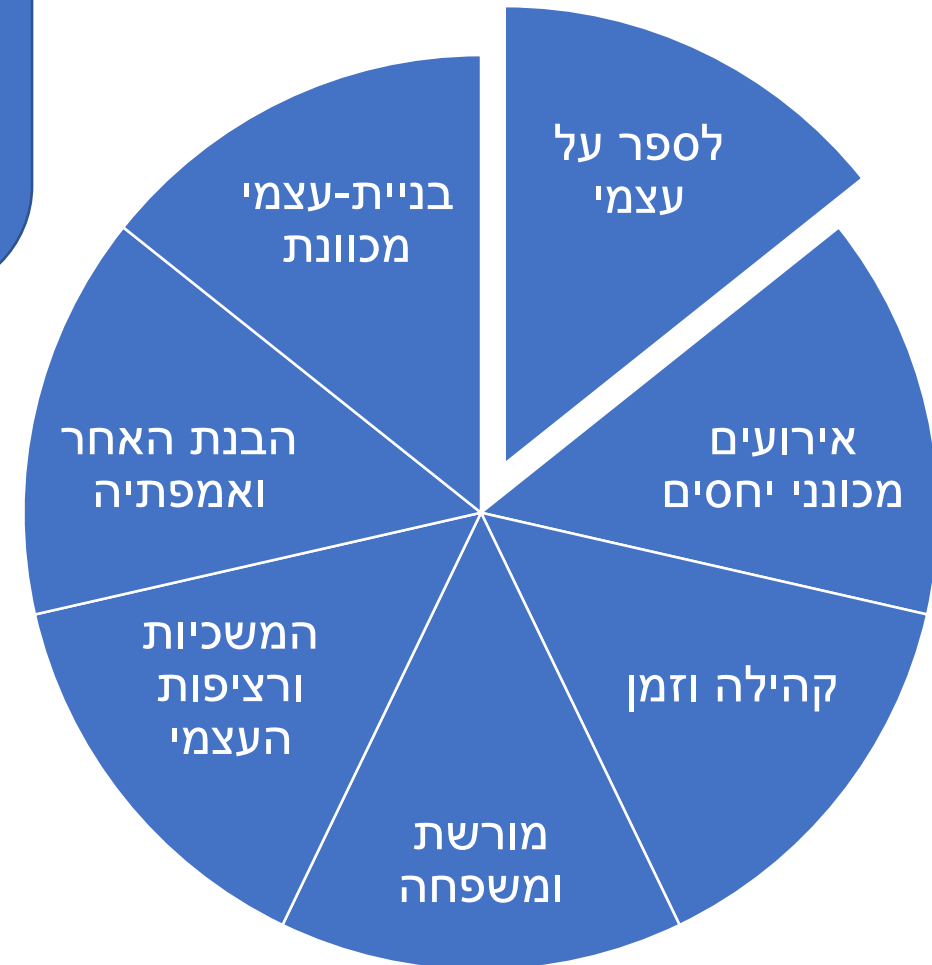 לספר על
עצמי
אירועים
מכונני יחסים
קהילה וזמן
מורשת
ומשפחה
המשכיות
ורציפות
העצמי
הבנת האחר
ואמפתיה
בניית-עצמי
מכוונת